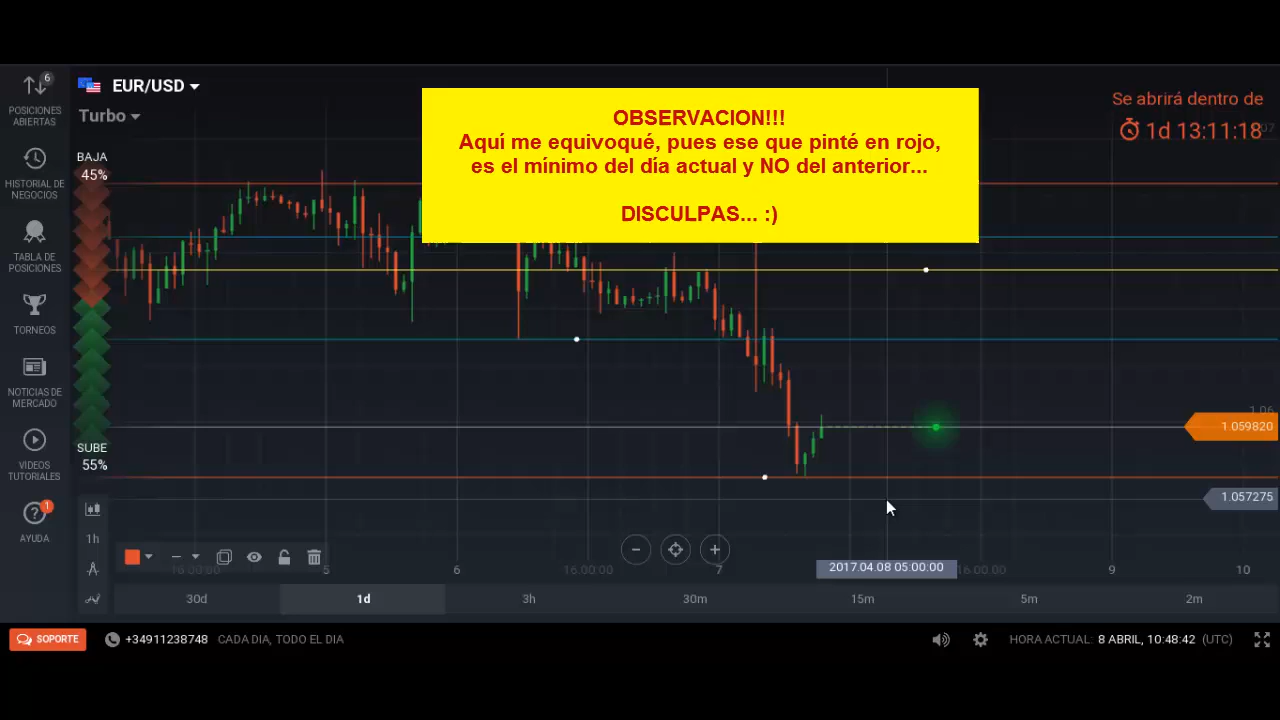 6
POSICIONES
ABIERTAS
HISTORIAL DE
NEGOCIOS
TABLA DE
POSICIONES
TORNEOS
NOTICIAS DE
MERCADO
VÍDEOS
TUTORIALES
1
AYUDA
EUR/USD
Turbo
BAJA
45%
SUBE
55%
OBSERVACION!!!
Aquí me equivoqué, pues ese que pinté en rojo,
es el mínimo del día actual y NO del anterior...
DISCULPAS... :)
Se abrirá dentro de
1d 13:11:18
1.06
1.059820
1.057275
1h
16:00:00
5
6
16:00:00
7
2017.04.08 05:00:00
16:00:00
9
10
30d
1d
3h
30m
15m
5m
2m
SOPORTE
+34911238748
CADA DIA, TODO EL DIA
HORA ACTUAL: 8 ABRIL, 10:48:42 (UTC)